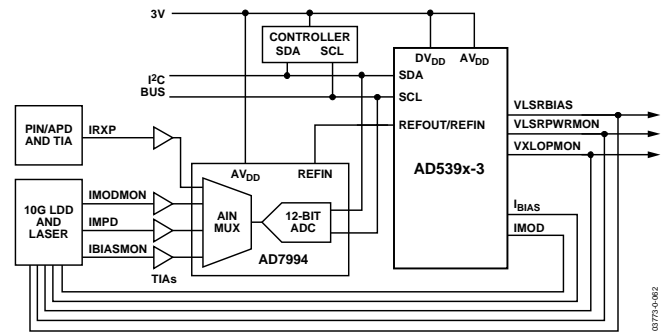 3V
CONTROLLER
SDA SCL
DVDD AVDD
I2C
BUS
SDA
SCL
REFOUT/REFIN
AD539x-3
VLSRBIAS
VLSRPWRMON
VXLOPMON
IBIAS
IMOD
PIN/APD
AND TIA
IRXP
AVDD REFIN
10G LDD
AND
LASER
IMODMON
IMPD
IBIASMON
TIAs
AIN
MUX
12-BIT
ADC
AD7994
03773-0-062